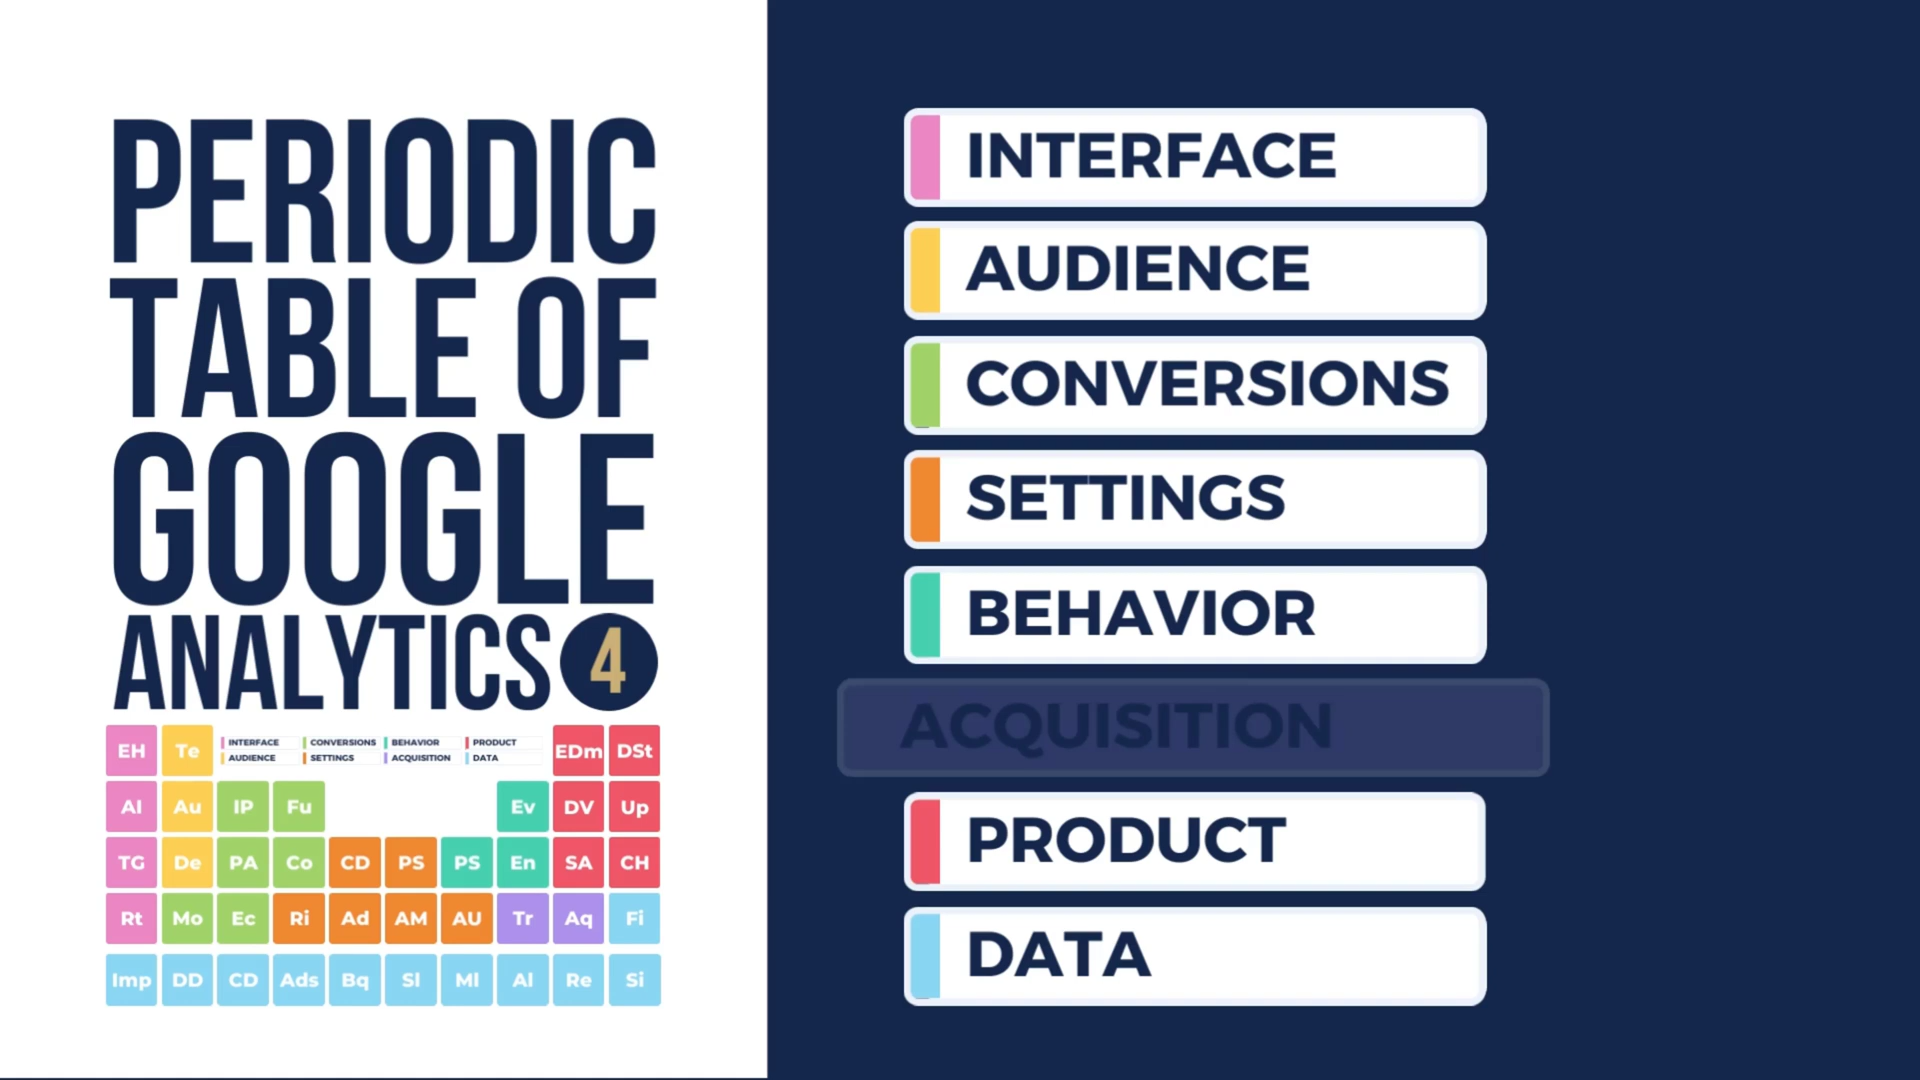 PERIODIC
TABLE OF
GOOGLE
ANALYTICS 4
EH Te INTERFACE CONVERSIONS BEHAVIOR PRODUCT EDm DSt
AUDIENCE SETTINGS ACQUISITION DATA
AI Au IP Fu Ev DV Up
TG De PA Co CD PS PS En SA CH
Rt Mo Ec Ri Ad AM AU Tr Aq Fi
Imp DD CD Ads Bq SI MI AI Re Si
INTERFACE
AUDIENCE
CONVERSIONS
SETTINGS
BEHAVIOR
ACQUISITION
PRODUCT
DATA